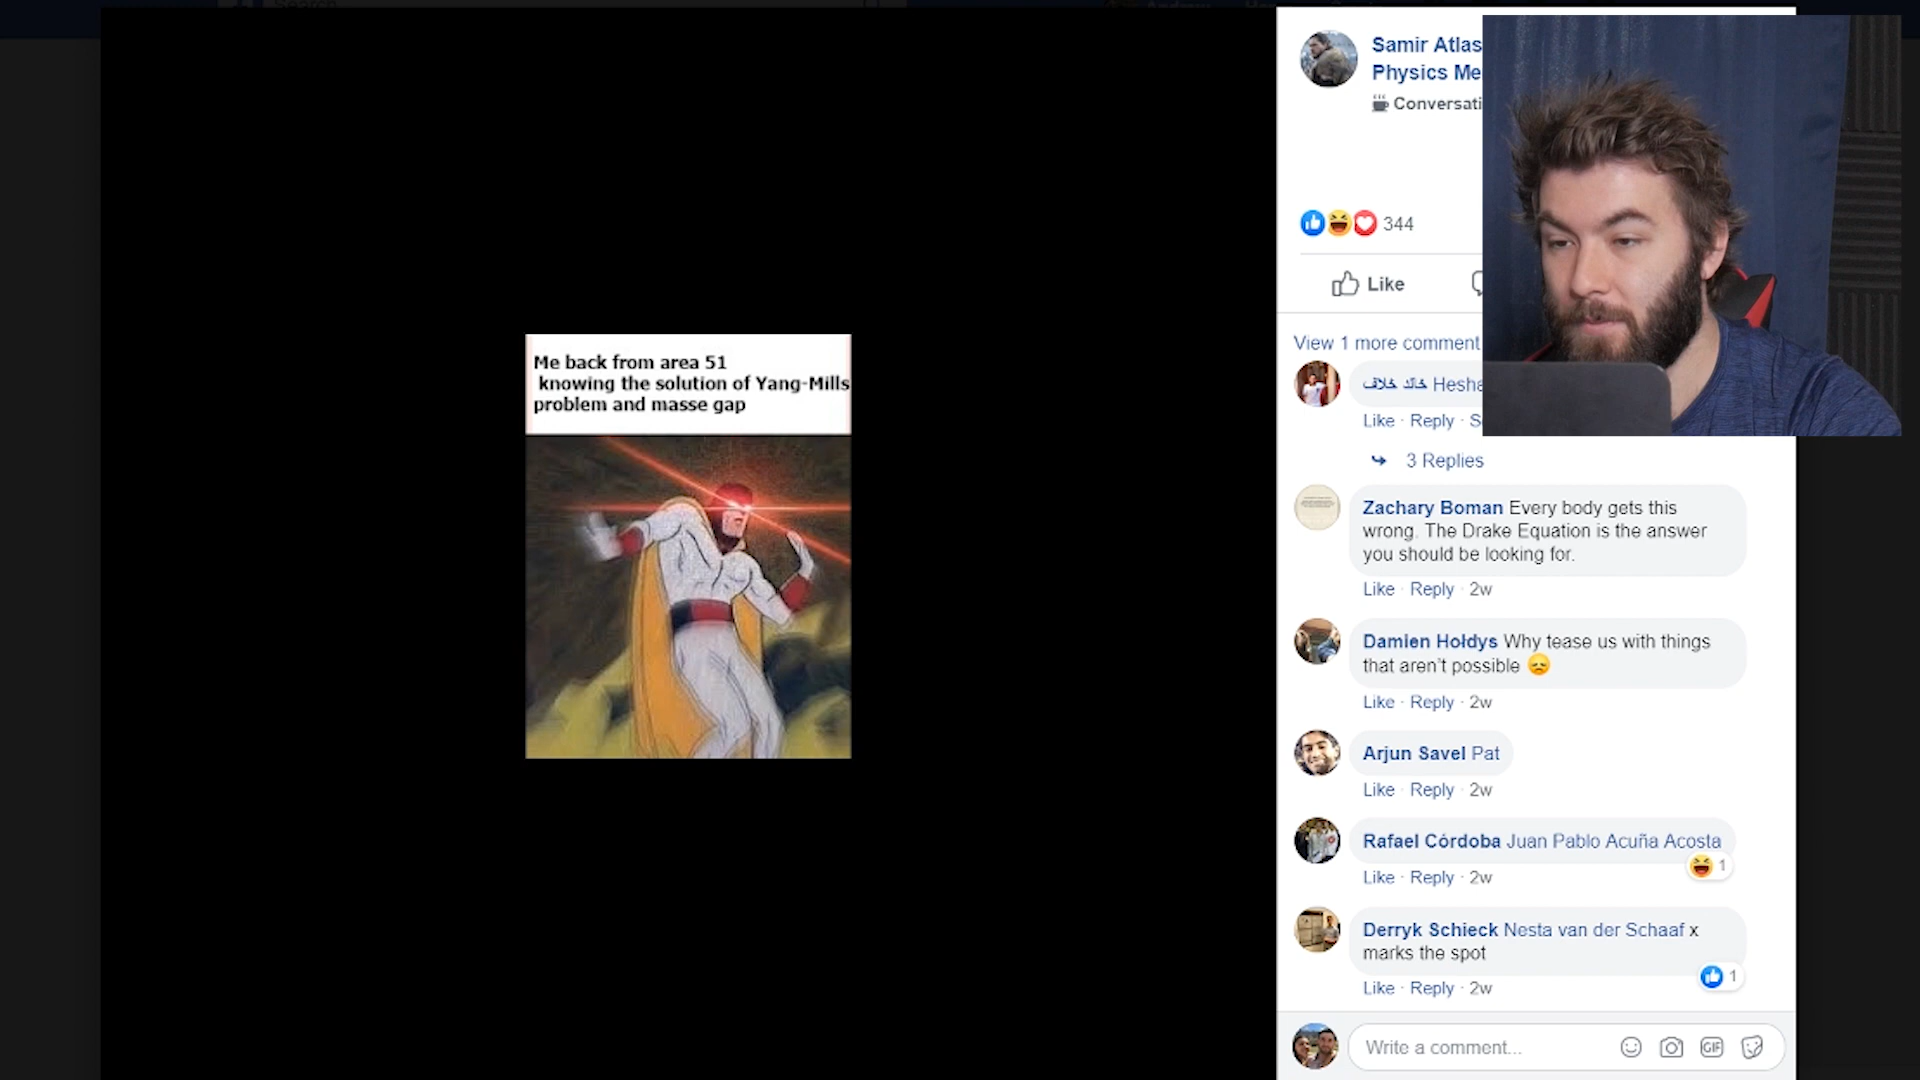 Me back from area 51
knowing the solution of Yang-Mills
problem and masse gap
Samir Atlas
Physics Me
Conversati
344
Like
View 1 more comment
خالد خلاف Hesha
Like · Reply · S
3 Replies
Zachary Boman Every body gets this
wrong. The Drake Equation is the answer
you should be looking for.
Like · Reply · 2w
Damien Hołdys Why tease us with things
that aren't possible
Like · Reply · 2w
Arjun Savel Pat
Like · Reply · 2w
Rafael Córdoba Juan Pablo Acuña Acosta
1
Like · Reply · 2w
Derryk Schieck Nesta van der Schaaf x
marks the spot
1
Like · Reply · 2w
Write a comment...
GIF